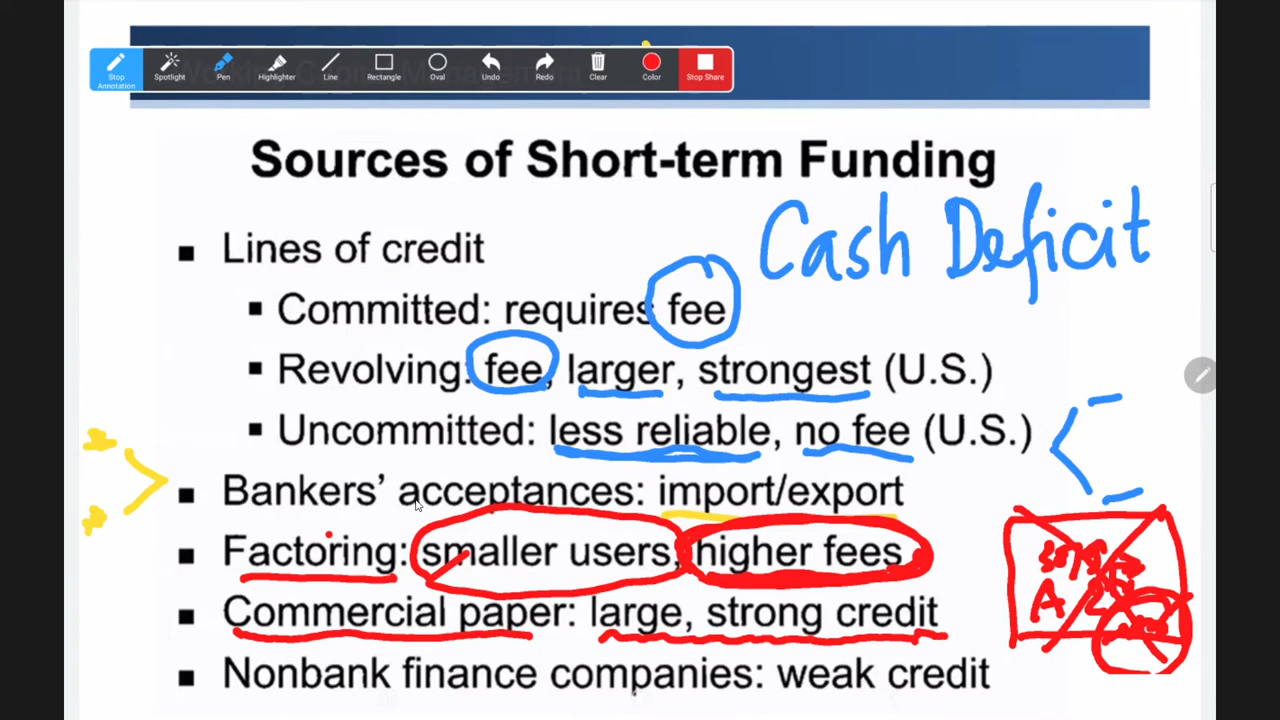 Stop Annotation
Spotlight
Pen
Highlighter
Line
Rectangle
Oval
Undo
Redo
Clear
Color
Stop Share
Sources of Short-term Funding
Cash Deficit
■ Lines of credit
■ Committed: requires fee
■ Revolving: fee, larger, strongest (U.S.)
■ Uncommitted: less reliable, no fee (U.S.)
■ Bankers’ acceptances: import/export
■ Factoring: smaller users, higher fees
■ Commercial paper: large, strong credit
■ Nonbank finance companies: weak credit
A